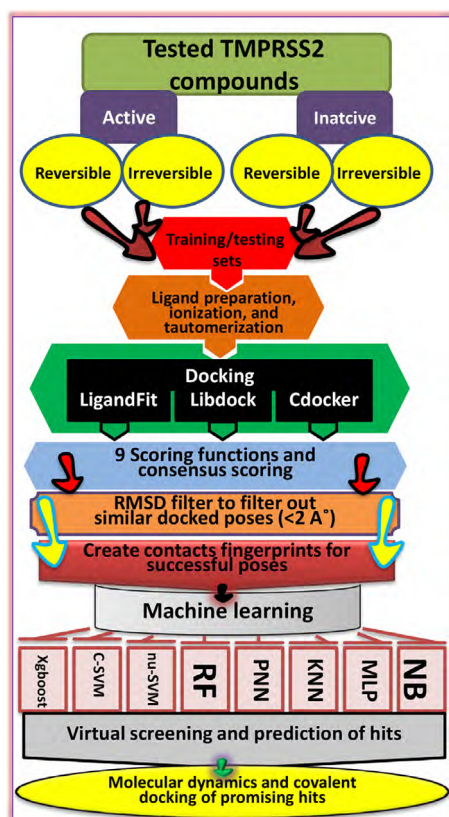 Tested TMPRSS2
compounds
Active
Inatcive
Reversible
Irreversible
Reversible
Irreversible
Training/testing
sets
Ligand preparation,
ionization, and
tautomerization
Docking
LigandFit
Libdock
Cdocker
9 Scoring functions and
consensus scoring
RMSD filter to filter out
similar docked poses (<2 A˚)
Create contacts fingerprints for
successful poses
Machine learning
Xgboost
C-SVM
nu-SVM
RF
PNN
KNN
MLP
NB
Virtual screening and prediction of hits
Molecular dynamics and covalent
docking of promising hits